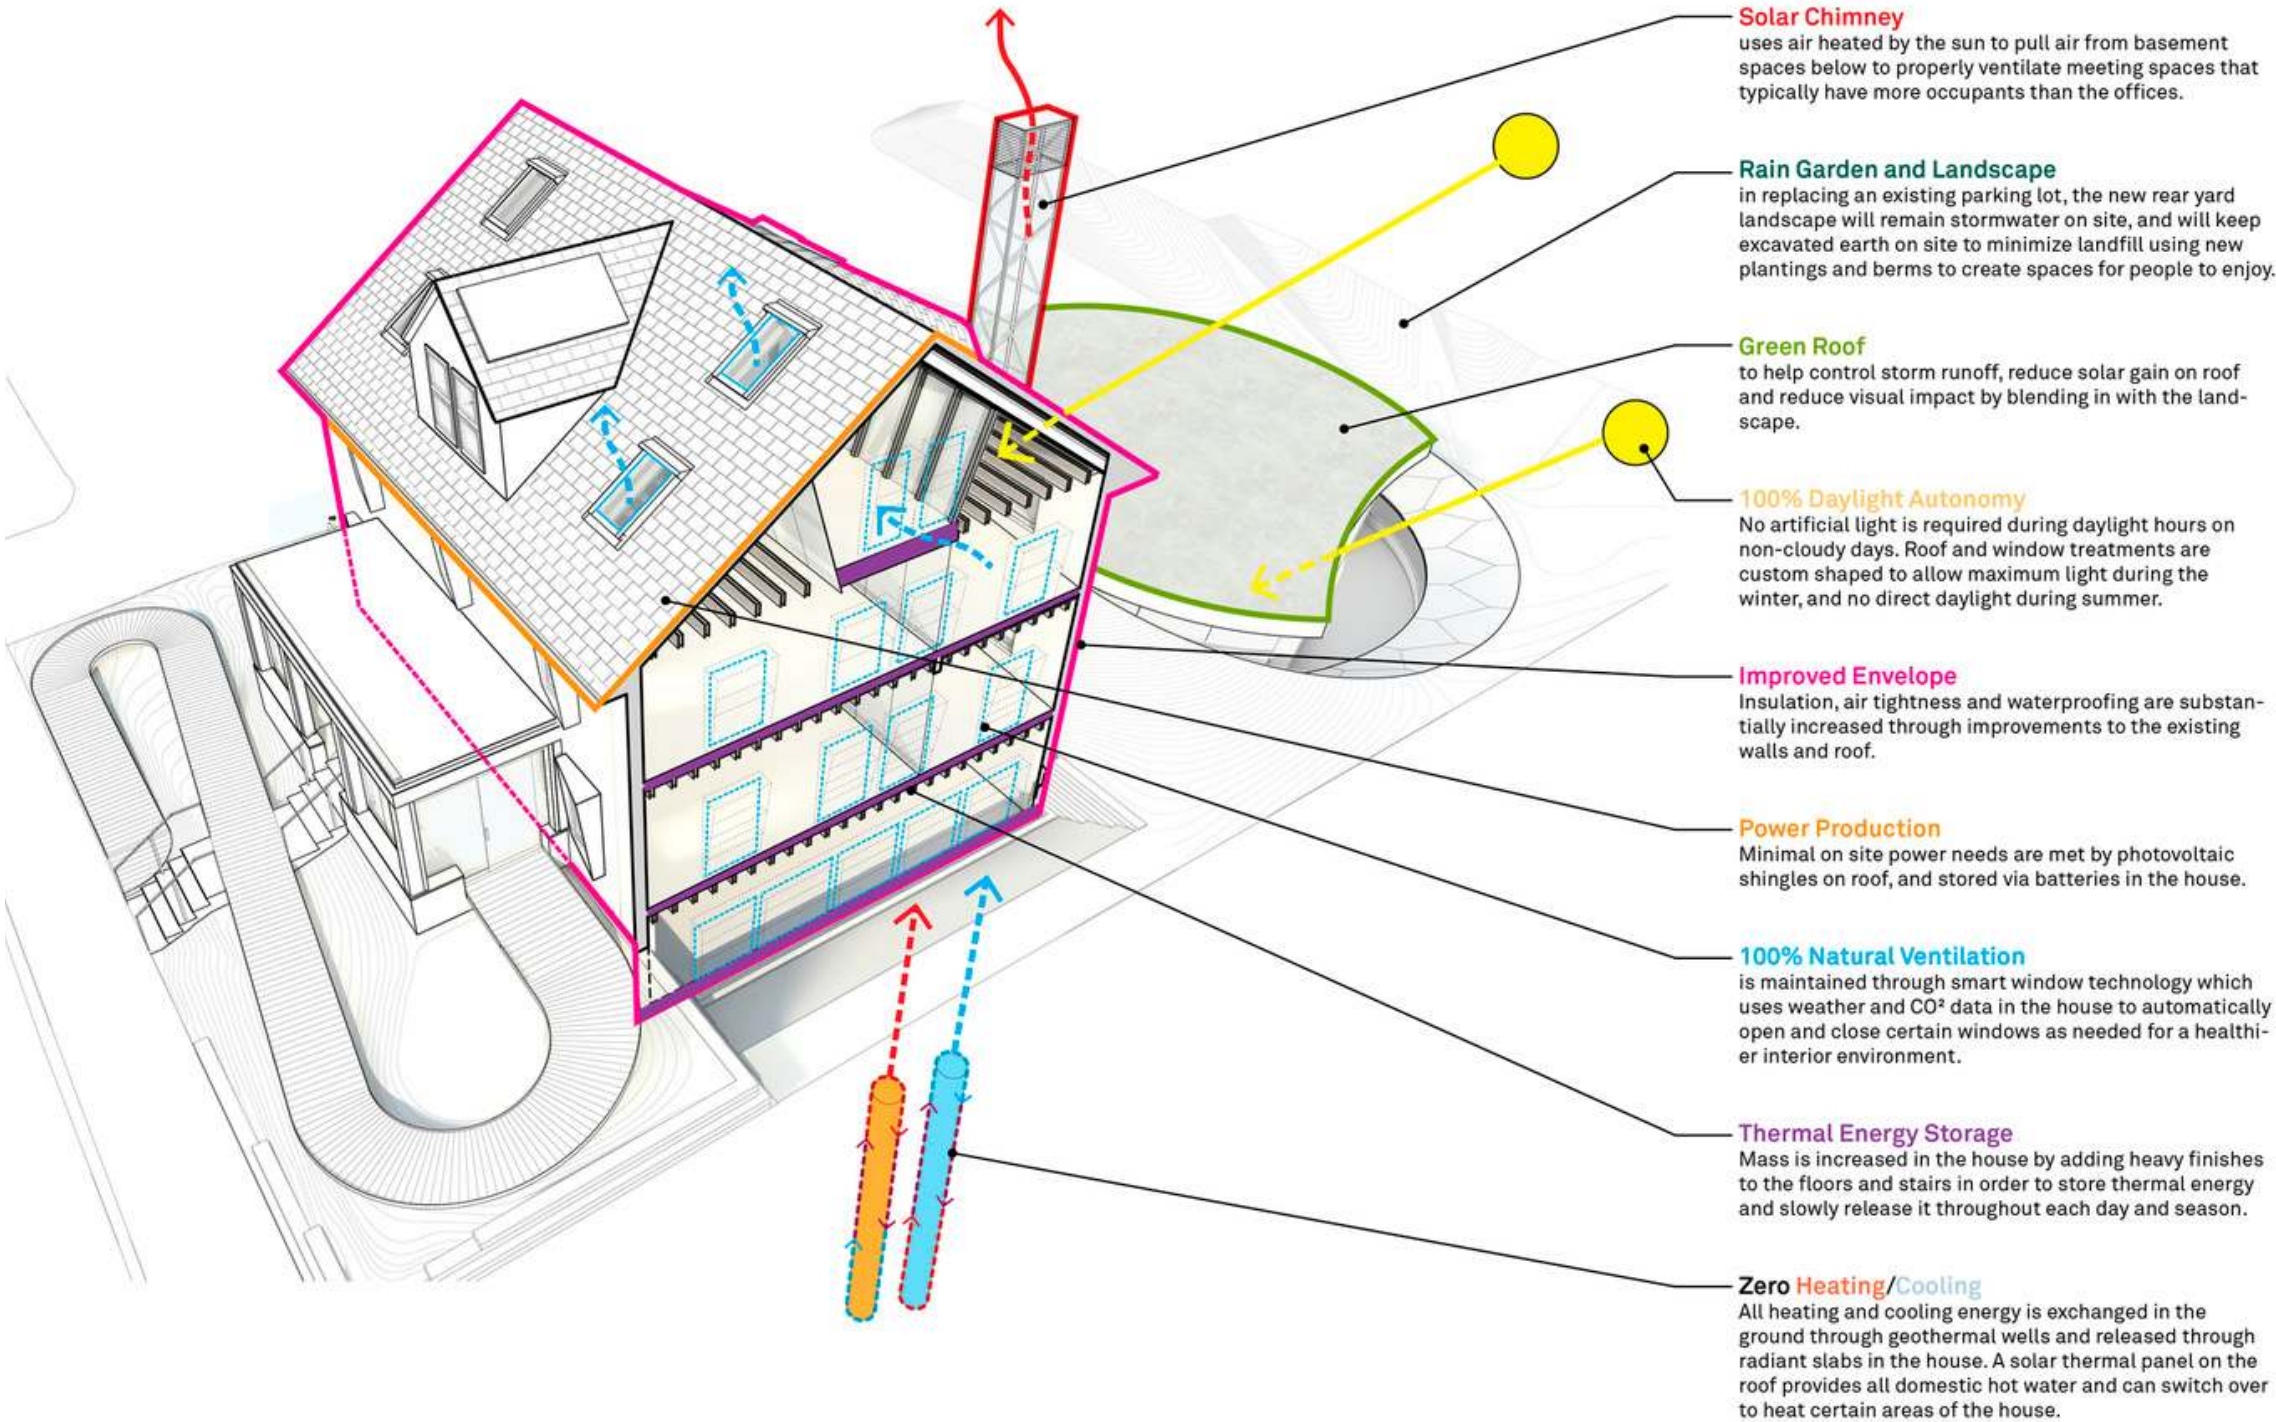 Solar Chimney
uses air heated by the sun to pull air from basement
spaces below to properly ventilate meeting spaces that
typically have more occupants than the offices.
Rain Garden and Landscape
in replacing an existing parking lot, the new rear yard
landscape will remain stormwater on site, and will keep
excavated earth on site to minimize landfill using new
plantings and berms to create spaces for people to enjoy.
Green Roof
to help control storm runoff, reduce solar gain on roof
and reduce visual impact by blending in with the land-
scape.
100% Daylight Autonomy
No artificial light is required during daylight hours on
non-cloudy days. Roof and window treatments are
custom shaped to allow maximum light during the
winter, and no direct daylight during summer.
Improved Envelope
Insulation, air tightness and waterproofing are substan-
tially increased through improvements to the existing
walls and roof.
Power Production
Minimal on site power needs are met by photovoltaic
shingles on roof, and stored via batteries in the house.
100% Natural Ventilation
is maintained through smart window technology which
uses weather and CO² data in the house to automatically
open and close certain windows as needed for a healthi-
er interior environment.
Thermal Energy Storage
Mass is increased in the house by adding heavy finishes
to the floors and stairs in order to store thermal energy
and slowly release it throughout each day and season.
Zero Heating/Cooling
All heating and cooling energy is exchanged in the
ground through geothermal wells and released through
radiant slabs in the house. A solar thermal panel on the
roof provides all domestic hot water and can switch over
to heat certain areas of the house.